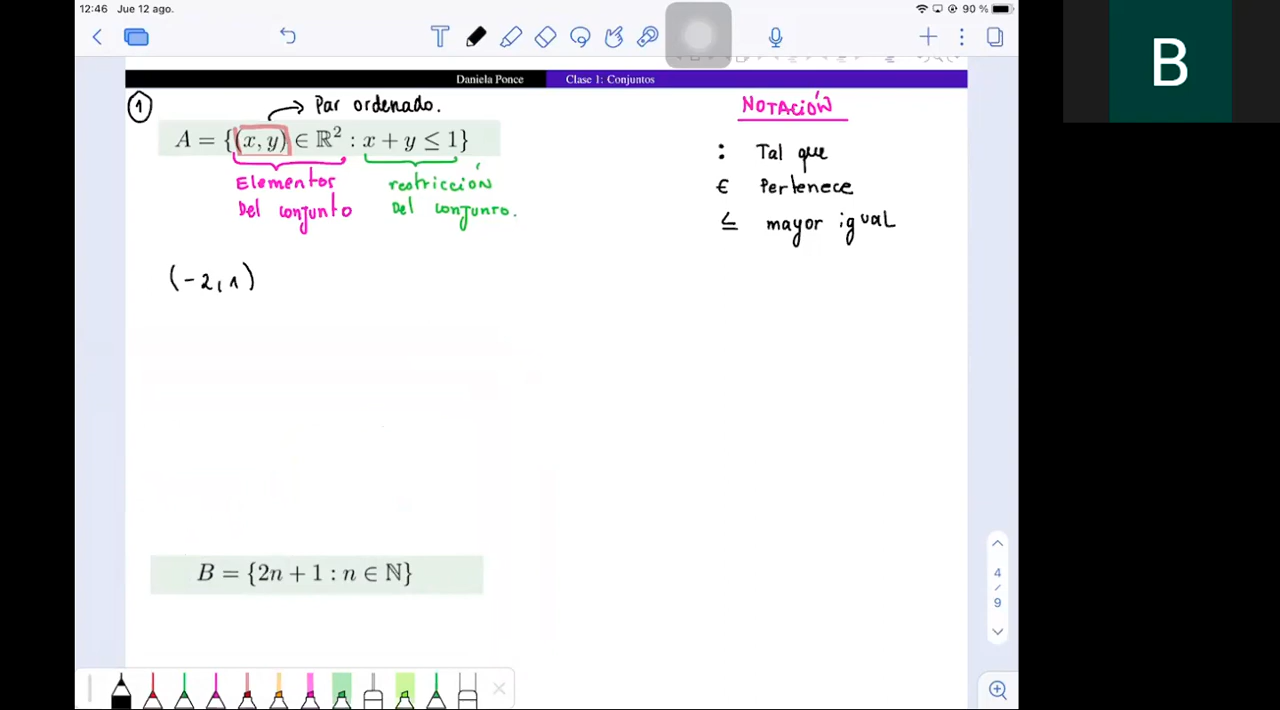 12:46 Jue 12 ago. 90 %
Daniela Ponce Clase 1: Conjuntos
1 Par ordenado.
A = {(x, y) ∈ ℝ² : x + y ≤ 1}
Elementos restricción
Del conjunto Del conjunto.
(-2, 1)
NOTACIÓN
: Tal que
∈ Pertenece
≤ mayor igual
B = {2n + 1 : n ∈ ℕ}
4
/
9
B